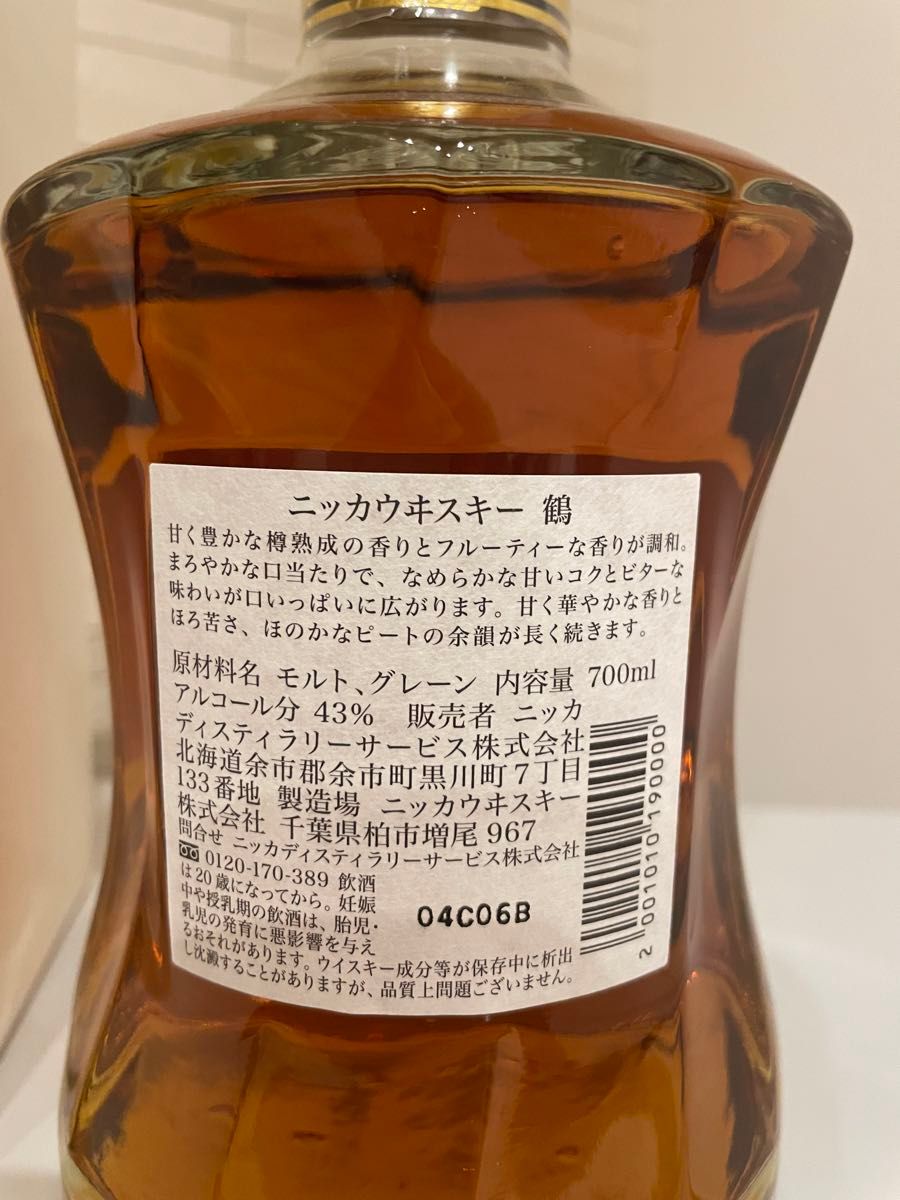 ニッカウヰスキー 鶴
甘く豊かな樽熟成の香りとフルーティーな香りが調和。
まろやかな口当たりで、なめらかな甘いコクとビターな
味わいが口いっぱいに広がります。甘く華やかな香りと
ほろ苦さ、ほのかなピートの余韻が長く続きます。
原材料名 モルト、グレーン 内容量 700ml
アルコール分 43% 販売者 ニッカ
ディスティラリーサービス株式会社
北海道余市郡余市町黒川町7丁目
133番地 製造場 ニッカウヰスキー
株式会社 千葉県柏市増尾967
問合せ ニッカディスティラリーサービス株式会社
0120-170-389 飲酒
は20歳になってから。妊娠
中や授乳期の飲酒は、胎児・
乳児の発育に悪影響を与え
るおそれがあります。ウイスキー成分等が保存中に析出
し沈澱することがありますが、品質上問題ございません。
04C06B
2 001010 190000